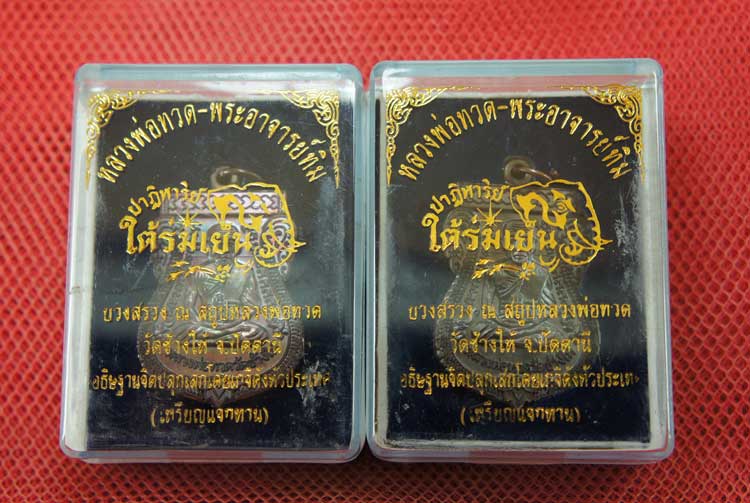 หลวงพ่อทวด-พระอาจารย์ทิม
ปาฏิหาริย์
ใต้ร่มเย็น
บวงสรวง ณ สถูปหลวงพ่อทวด
วัดช้างให้ จ.ปัตตานี
อธิษฐานจิตปลุกเสกโดยเกจิดังทั่วประเทศ
(เหรียญแจกทาน)
หลวงพ่อทวด-พระอาจารย์ทิม
ปาฏิหาริย์
ใต้ร่มเย็น
บวงสรวง ณ สถูปหลวงพ่อทวด
วัดช้างให้ จ.ปัตตานี
อธิษฐานจิตปลุกเสกโดยเกจิดังทั่วประเทศ
(เหรียญแจกทาน)